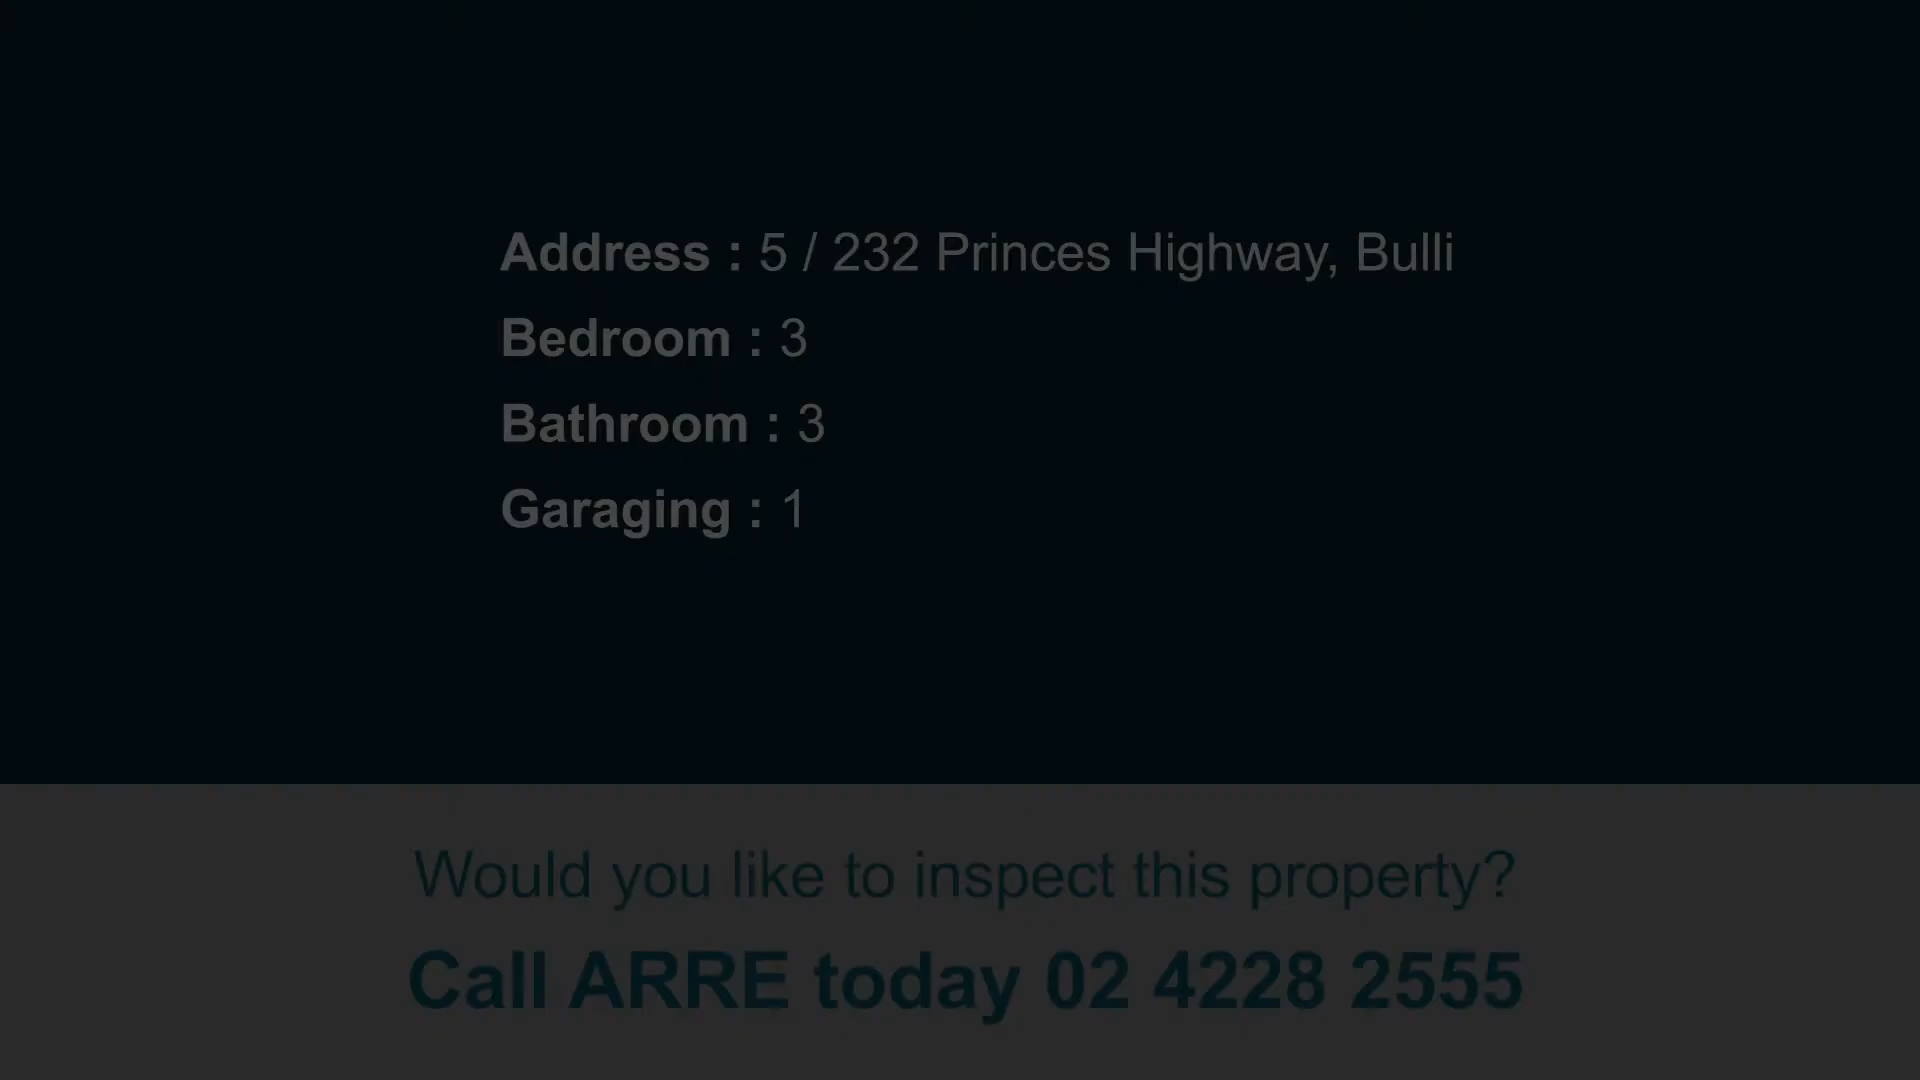 Address : 5 / 232 Princes Highway, Bulli
Bedroom : 3
Bathroom : 3
Garaging : 1
Would you like to inspect this property?
Call ARRE today 02 4228 2555